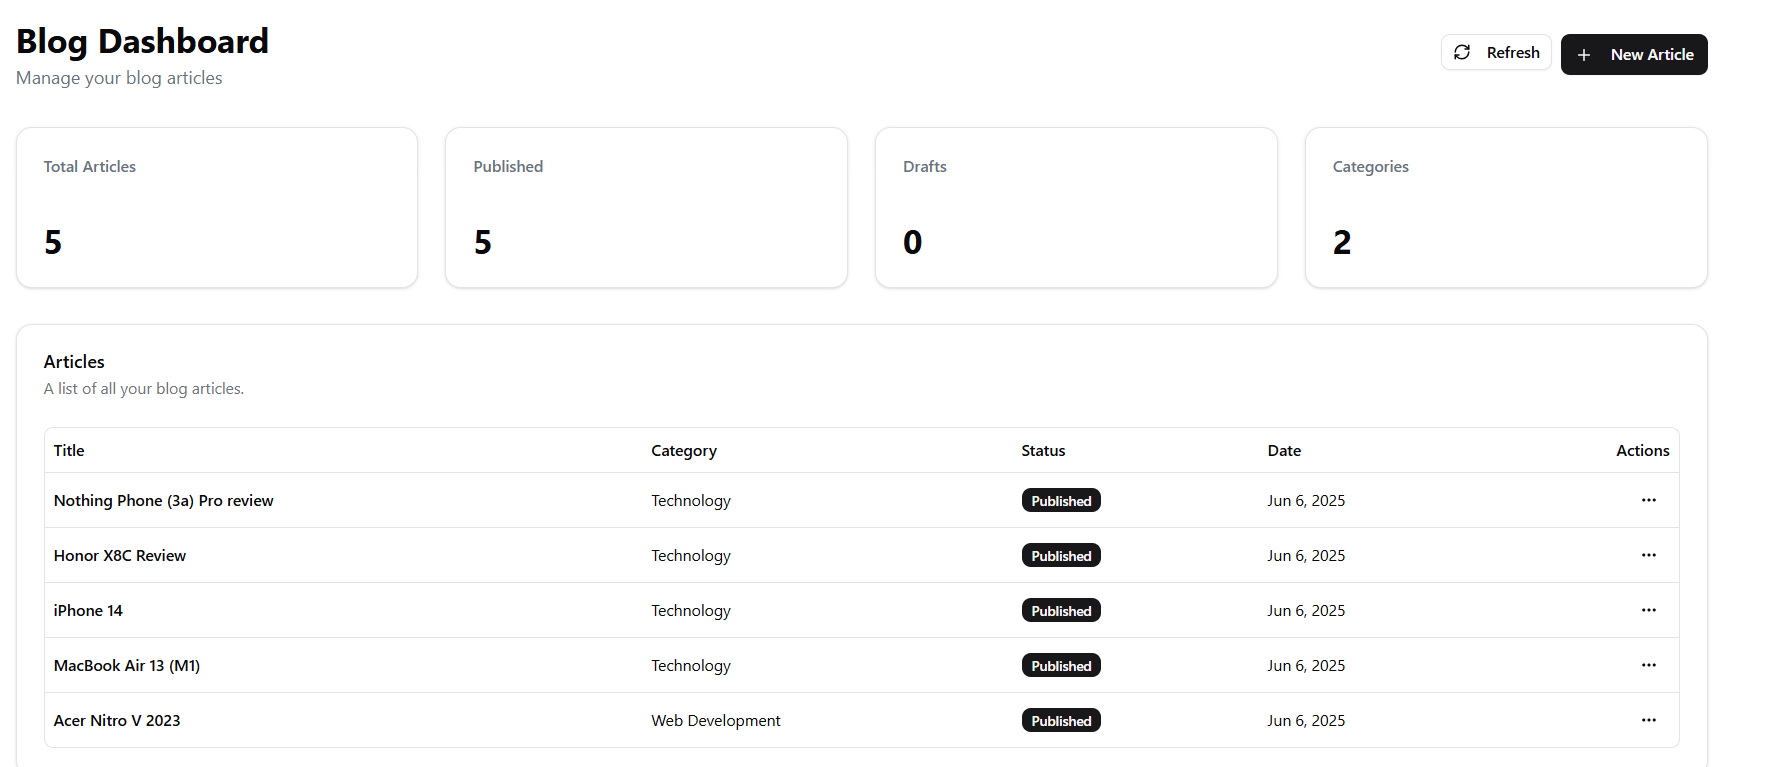 Blog Dashboard
Manage your blog articles
Refresh
New Article
Total Articles
5
Published
5
Drafts
0
Categories
2
Articles
A list of all your blog articles.
Title Category Status Date Actions
Nothing Phone (3a) Pro review Technology Published Jun 6, 2025 ···
Honor X8C Review Technology Published Jun 6, 2025 ···
iPhone 14 Technology Published Jun 6, 2025 ···
MacBook Air 13 (M1) Technology Published Jun 6, 2025 ···
Acer Nitro V 2023 Web Development Published Jun 6, 2025 ···